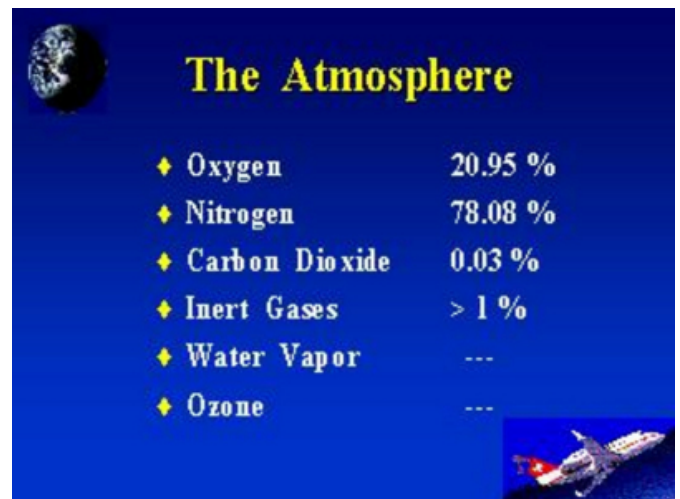 The Atmosphere
♦ Oxygen 20.95 %
♦ Nitrogen 78.08 %
♦ Carbon Dioxide 0.03 %
♦ Inert Gases > 1 %
♦ Water Vapor ---
♦ Ozone ---